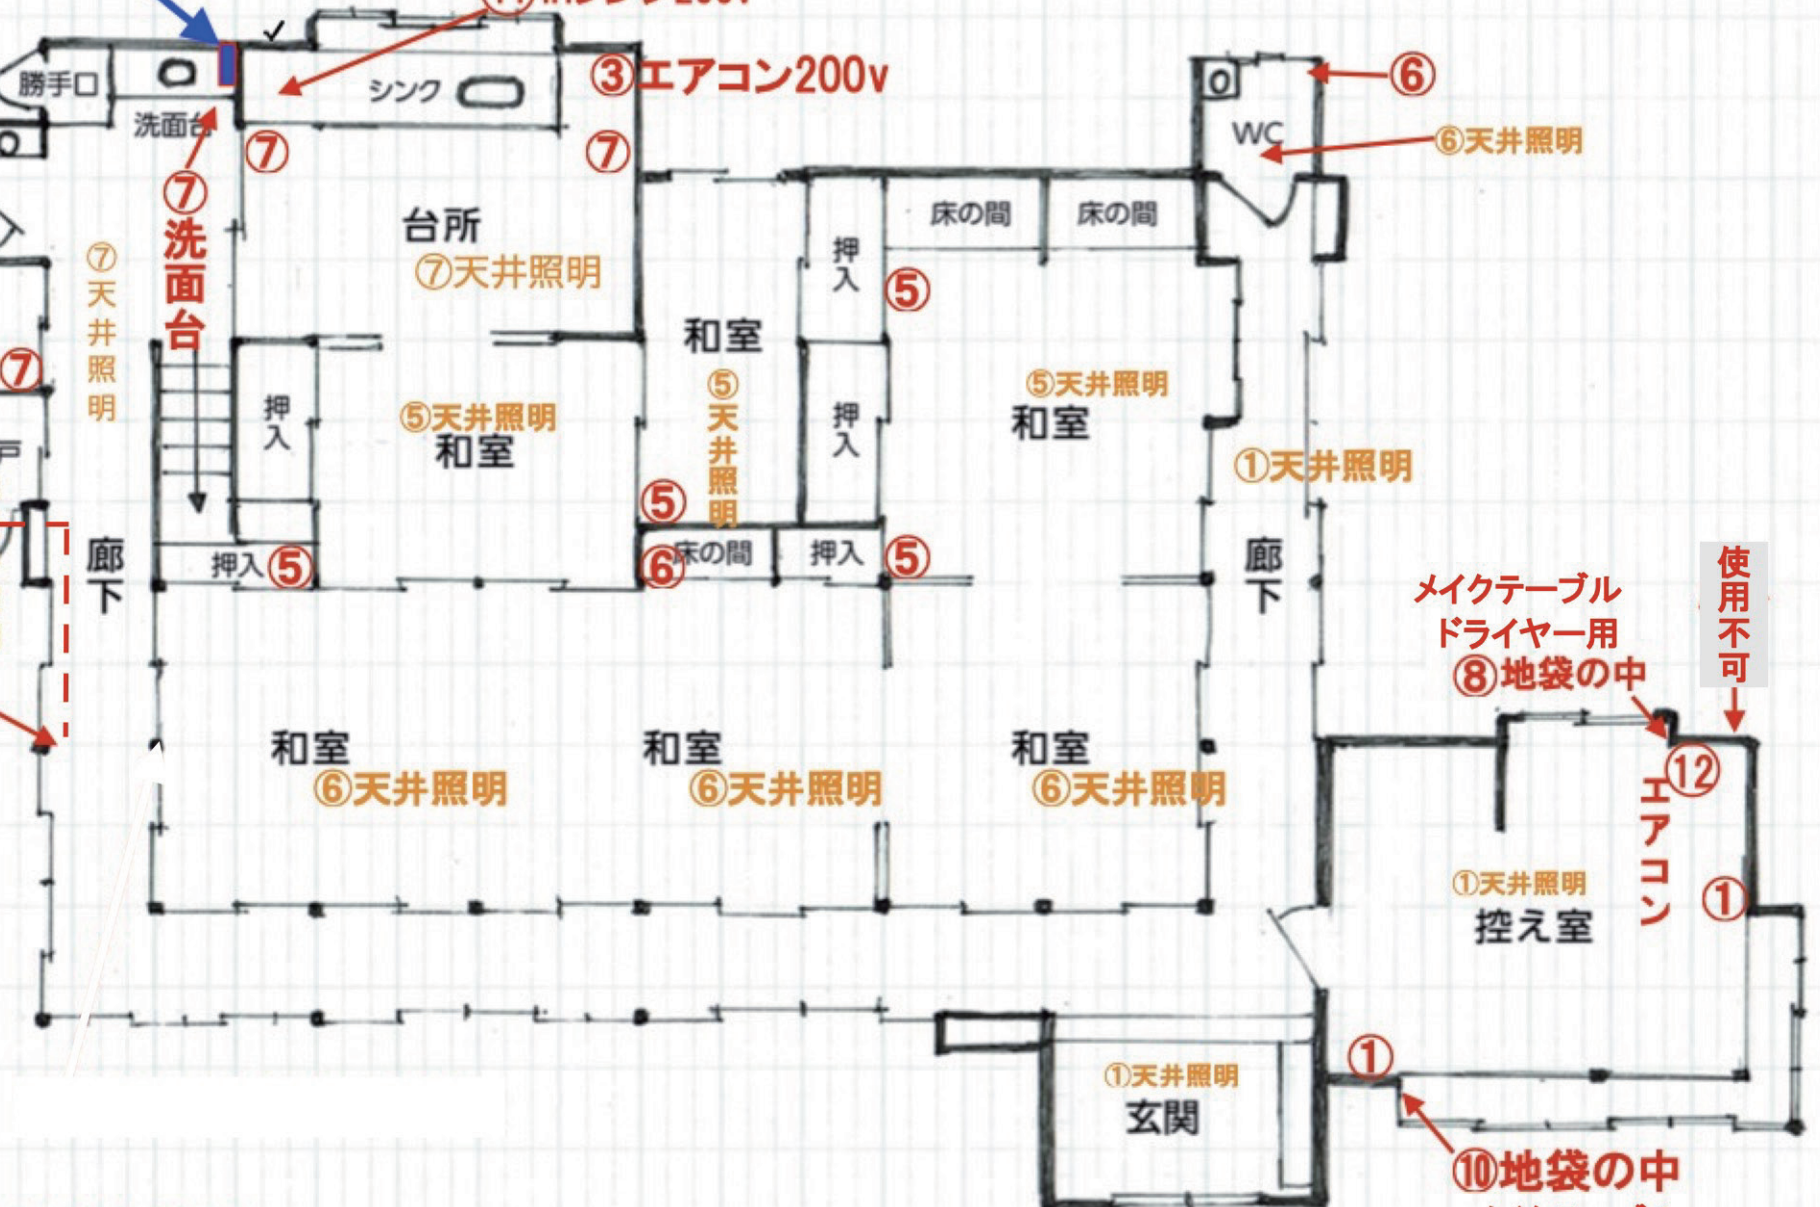 勝手口
シンク
③エアコン200v
⑥
洗面台
⑦
⑦
WC
⑥天井照明
⑦洗面台
台所
⑦天井照明
⑦天井照明
床の間
床の間
押入
⑤
和室
⑦
押入
⑤天井照明
和室
⑤天井照明
押入
⑤天井照明
和室
①天井照明
⑤
廊下
押入
⑤
⑥
床の間
押入
⑤
廊下
使用不可
メイクテーブル
ドライヤー用
⑧地袋の中
和室
⑥天井照明
和室
⑥天井照明
和室
⑥天井照明
⑫
エアコン
①天井照明
控え室
①
①
①天井照明
玄関
⑩地袋の中